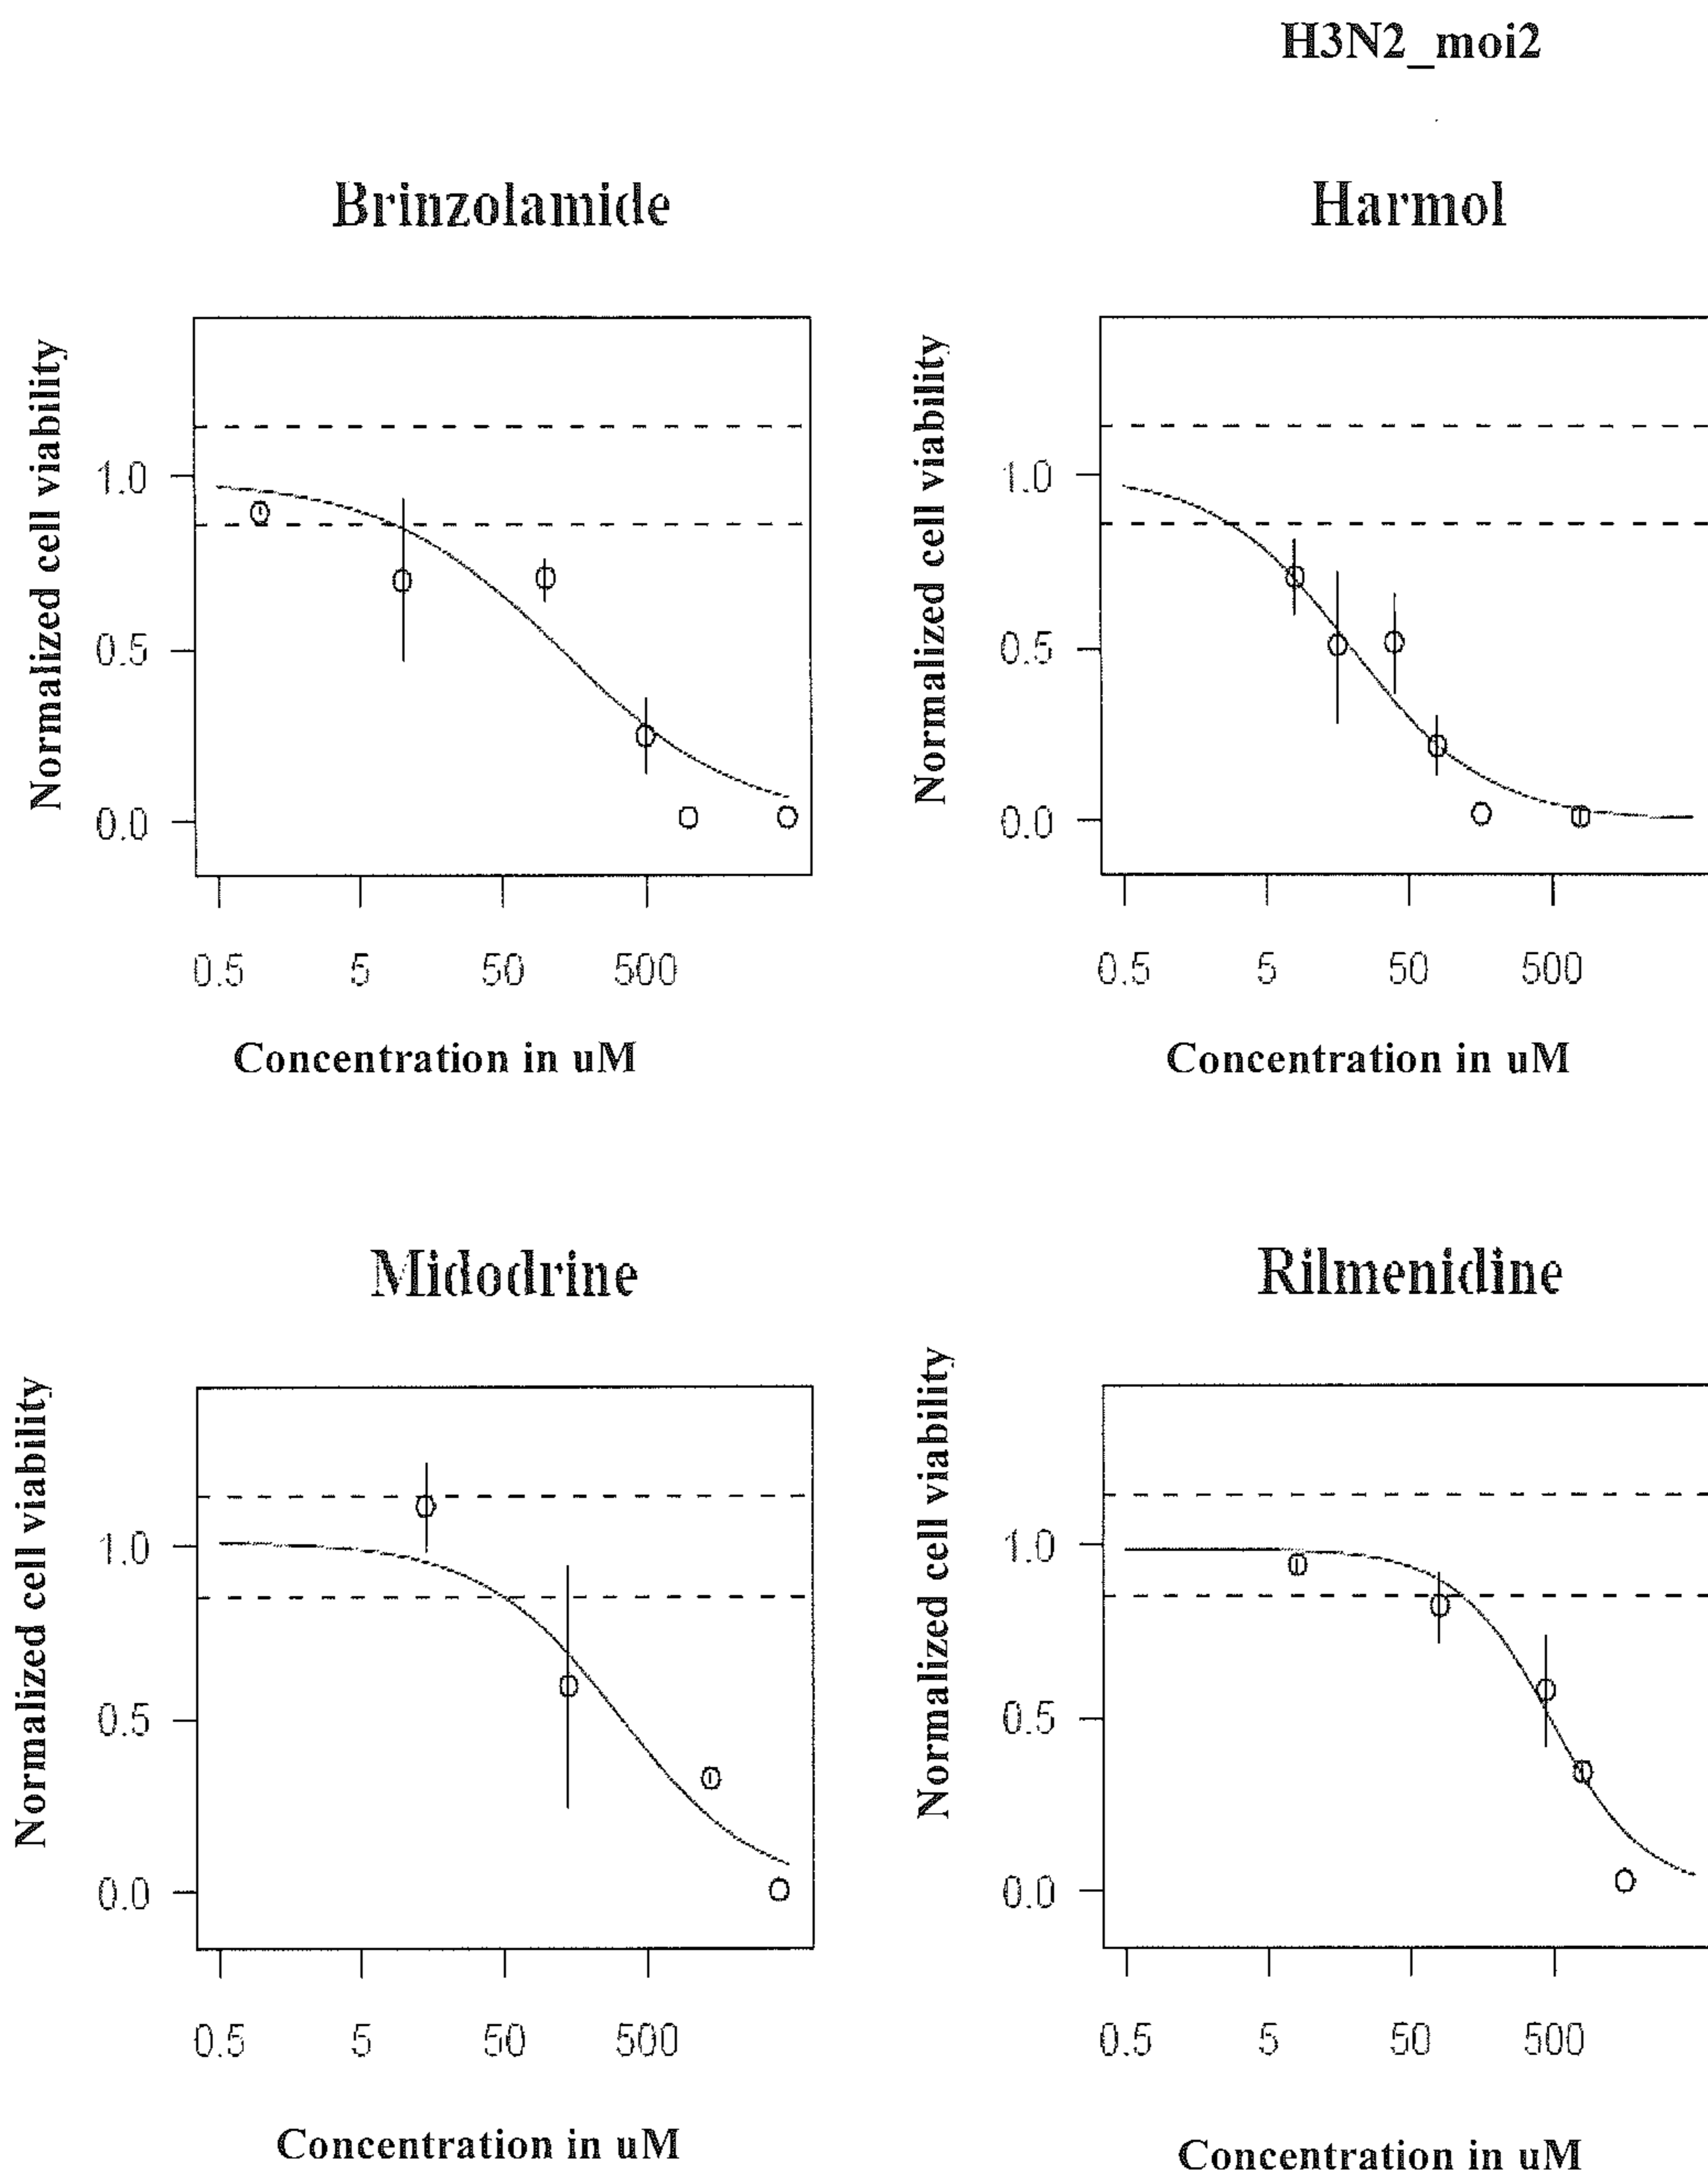 H3N2_moi2
Brinzolamide
Normalized cell viability
1.0
0.5
0.0
0.5 5 50 500
Concentration in uM
Harmol
Normalized cell viability
1.0
0.5
0.0
0.5 5 50 500
Concentration in uM
Midodrine
Normalized cell viability
1.0
0.5
0.0
0.5 5 50 500
Concentration in uM
Rilmenidine
Normalized cell viability
1.0
0.5
0.0
0.5 5 50 500
Concentration in uM